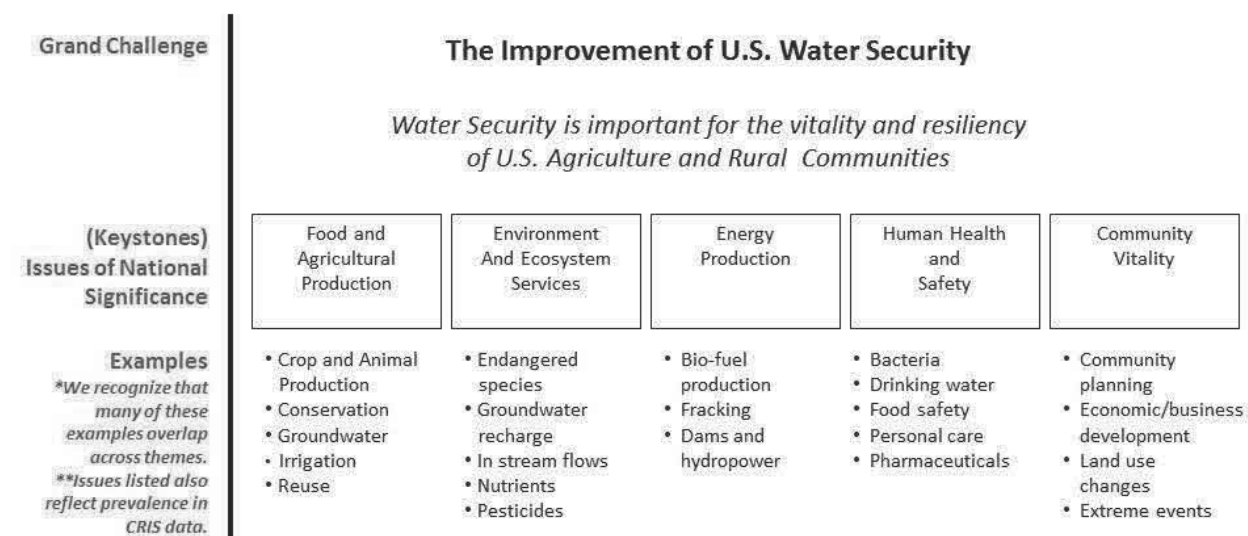 Grand Challenge
The Improvement of U.S. Water Security
Water Security is important for the vitality and resiliency
of U.S. Agriculture and Rural Communities
(Keystones)
Issues of National
Significance
Food and
Agricultural
Production
Environment
And Ecosystem
Services
Energy
Production
Human Health
and
Safety
Community
Vitality
Examples
*We recognize that
many of these
examples overlap
across themes.
**Issues listed also
reflect prevalence in
CRIS data.
• Crop and Animal
Production
• Conservation
• Groundwater
• Irrigation
• Reuse
• Endangered
species
• Groundwater
recharge
• In stream flows
• Nutrients
• Pesticides
• Bio-fuel
production
• Fracking
• Dams and
hydropower
• Bacteria
• Drinking water
• Food safety
• Personal care
• Pharmaceuticals
• Community
planning
• Economic/business
development
• Land use
changes
• Extreme events